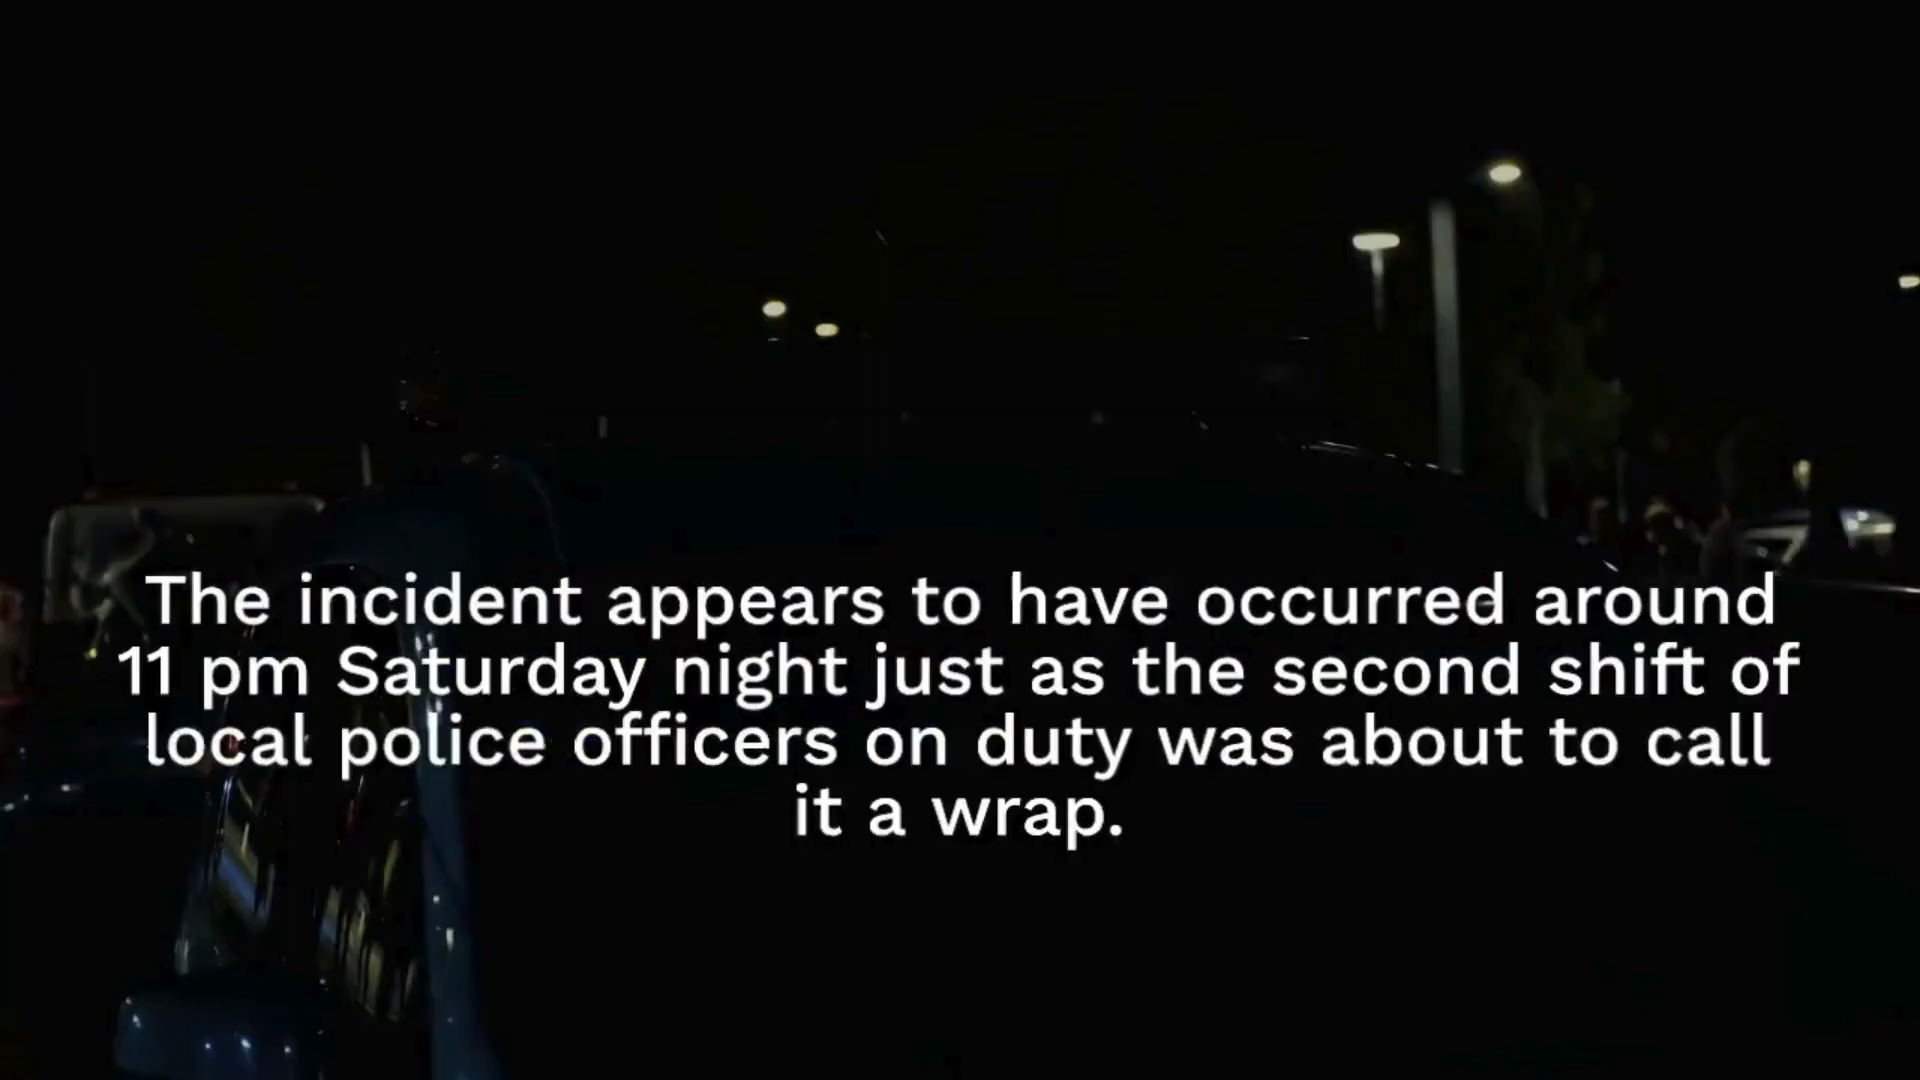 The incident appears to have occurred around
11 pm Saturday night just as the second shift of
local police officers on duty was about to call
it a wrap.